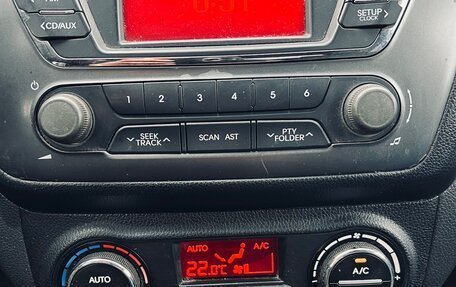 AM
CD/AUX
SETUP
CLOCK
1 2 3 4 5 6
SEEK
TRACK
SCAN AST
PTY
FOLDER
AUTO A/C
22.0°C
AUTO
A/C